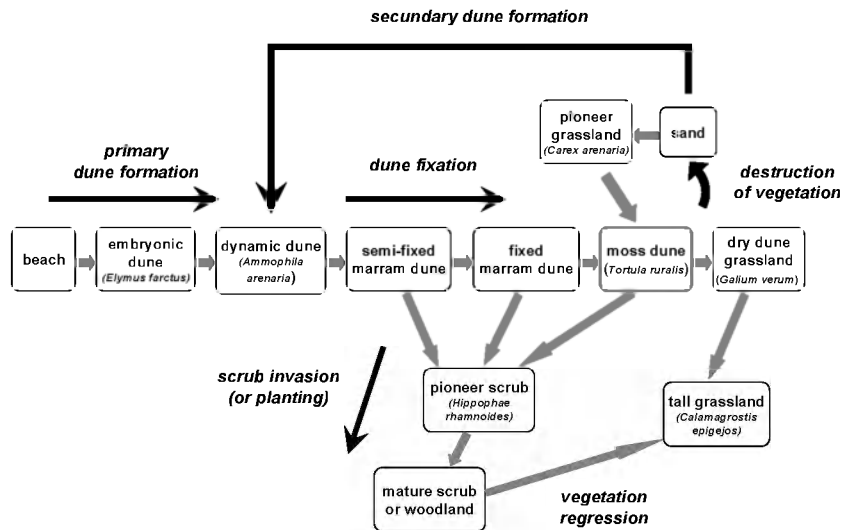 secundary dune formation
pioneer
grassland
(Carex arenaria)
sand
primary
dune formation
dune fixation
destruction
of vegetation
beach
embryonic
dune
(Elymus farctus)
dynamic dune
(Ammophila
arenaria)
semi-fixed
marram dune
fixed
marram dune
moss dune
(Tortula ruralis)
dry dune
grassland
(Galium verum)
scrub invasion
(or planting)
pioneer scrub
(Hippophae
rhamnoides)
tall grassland
(Calamagrostis
epigejos)
mature scrub
or woodland
vegetation
regression